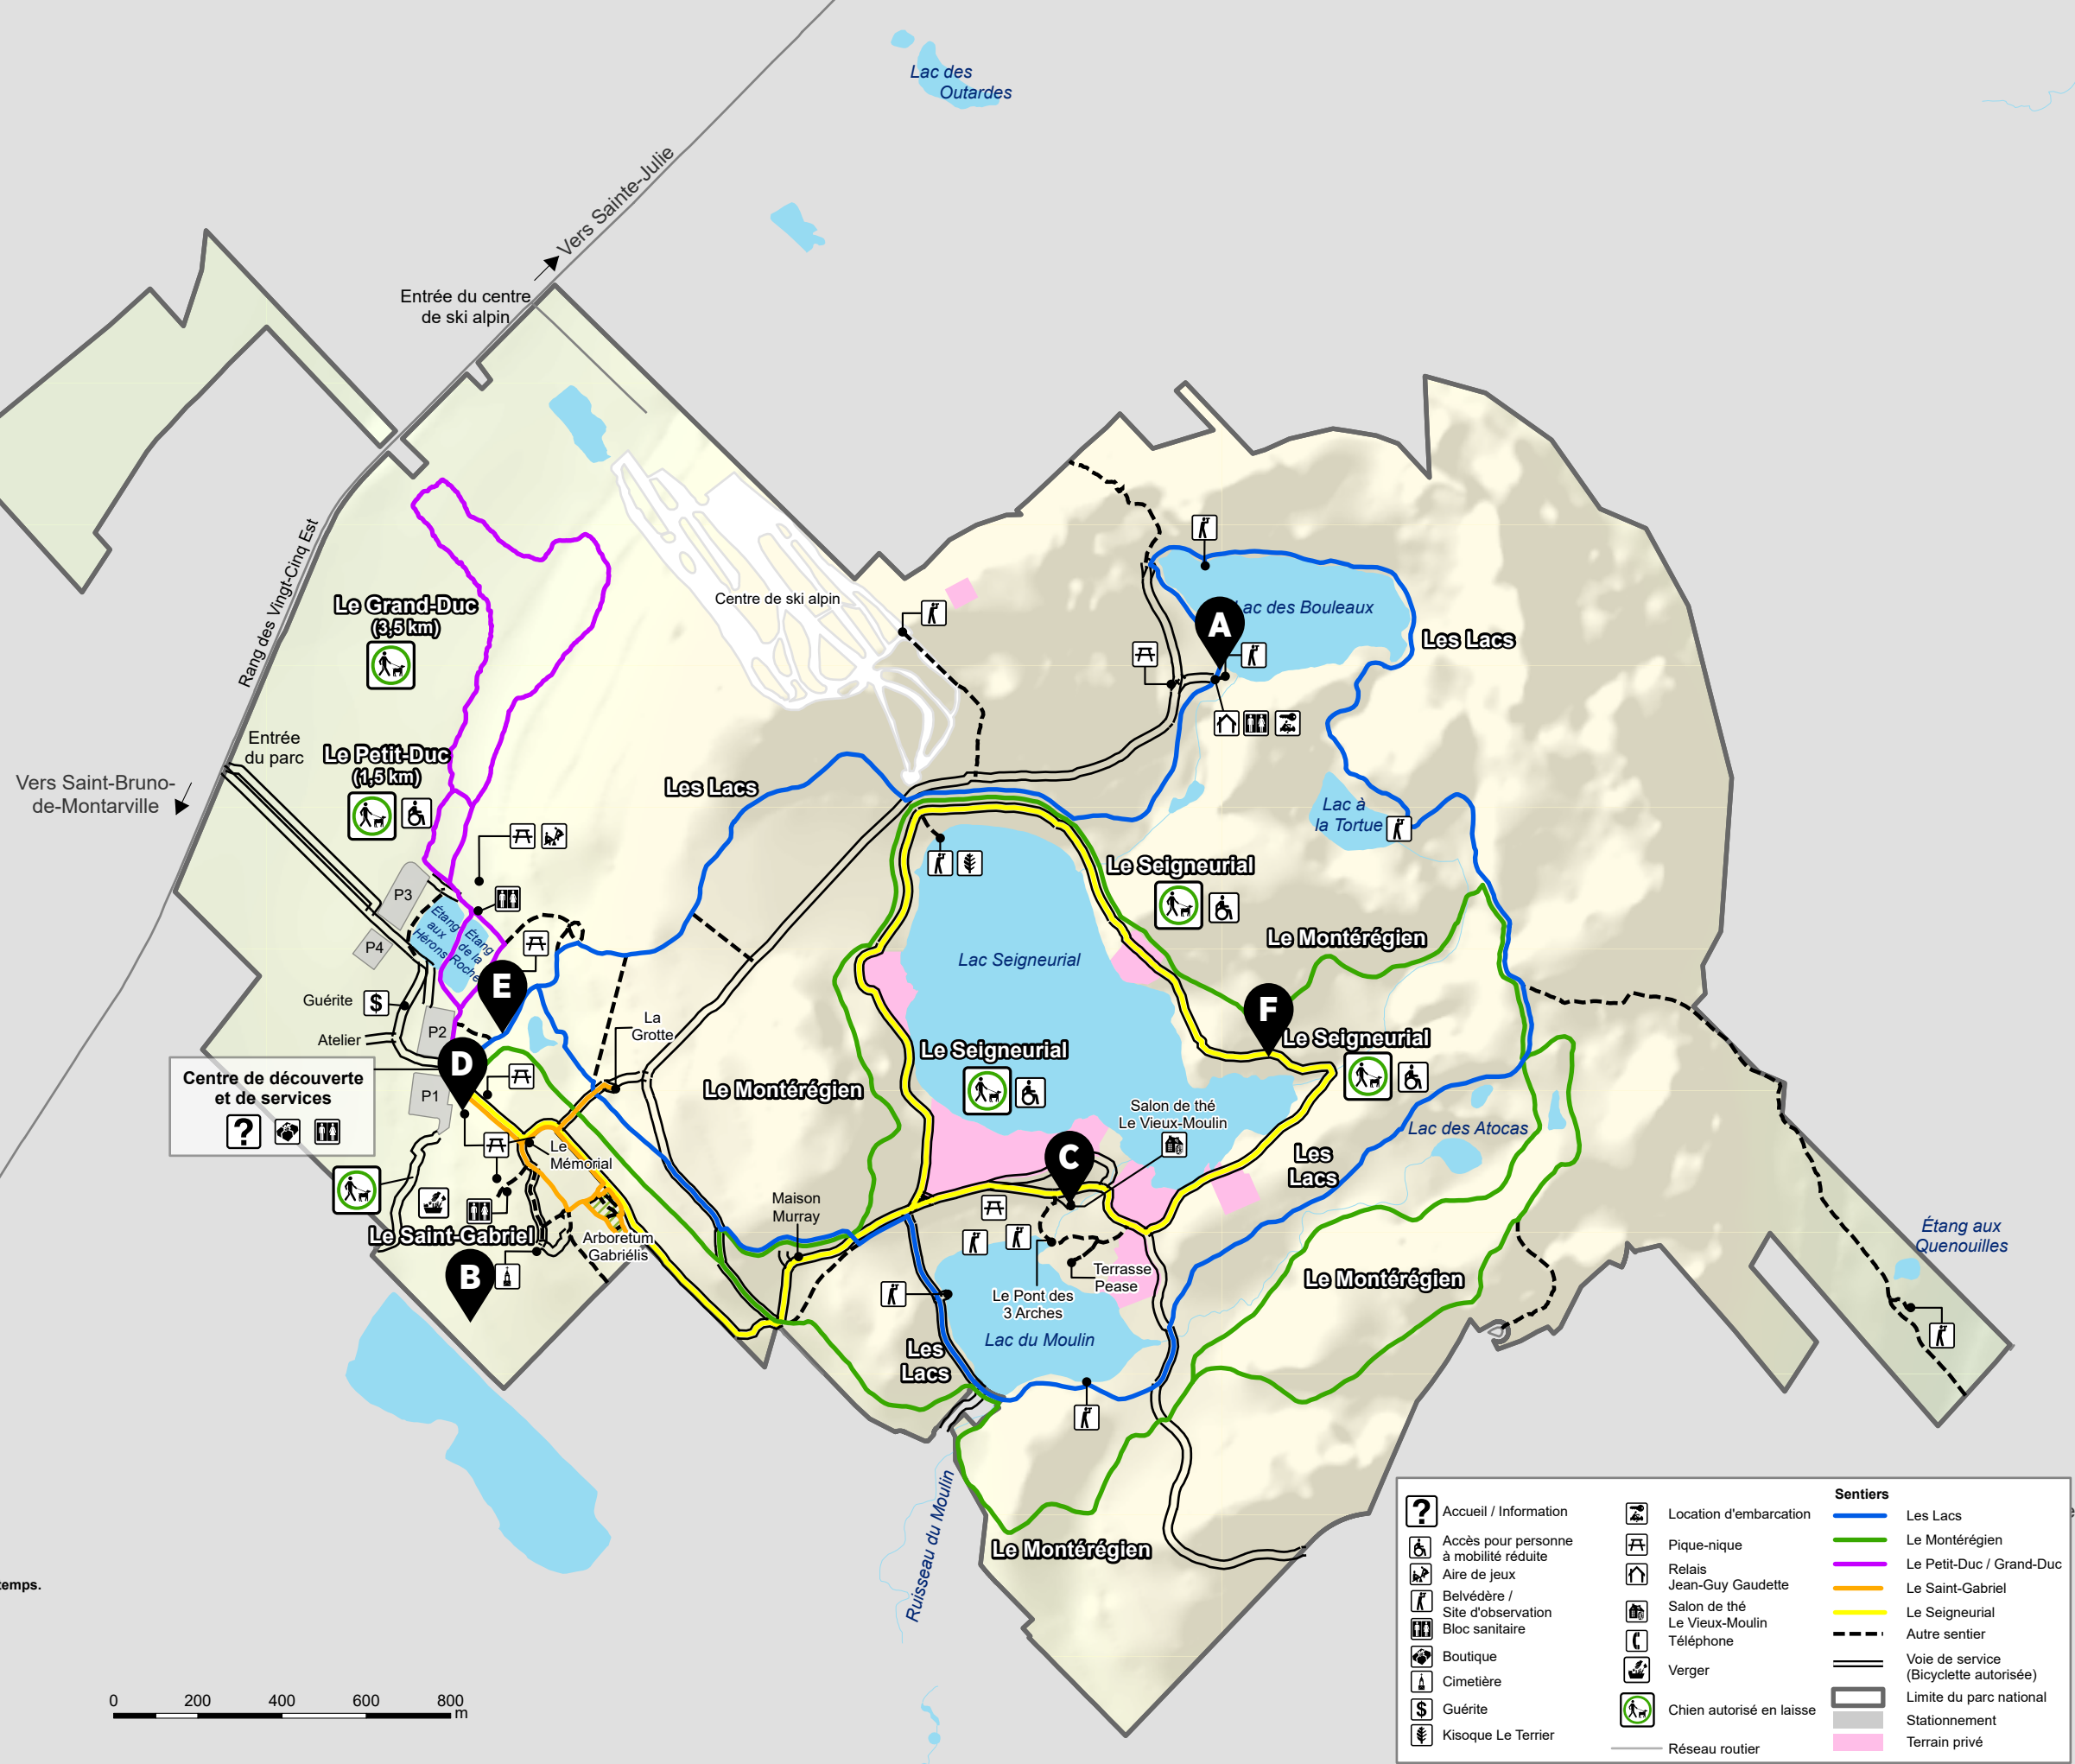 Lac des
Outardes
Vers Sainte-Julie
Entrée du centre
de ski alpin
Rang des Vingt-Cinq Est
Centre de ski alpin
Le Grand-Duc
(3,5 km)
A
Lac des Bouleaux
Les Lacs
Entrée
du parc
Vers Saint-Bruno-
de-Montarville
Le Petit-Duc
(1,5 km)
Les Lacs
Lac à
la Tortue
Le Seigneurial
P3
Étang
aux
Hérons
Étang
de la
Roche
P4
Le Montérégien
Lac Seigneurial
E
Guérite
$
F
P2
Atelier
La
Grotte
Le Seigneurial
Le Seigneurial
D
Centre de découverte
et de services
?
P1
Le Montérégien
Salon de thé
Le Vieux-Moulin
Lac des Atocas
Le
Mémorial
C
Les
Lacs
Maison
Murray
Le Saint-Gabriel
Arboretum
Gabriélis
Étang aux
Quenouilles
B
Terrasse
Pease
Le Pont des
3 Arches
Le Montérégien
Lac du Moulin
Les
Lacs
Ruisseau du Moulin
Le Montérégien
temps.
0 200 400 600 800
m
? Accueil / Information
Accès pour personne
à mobilité réduite
Aire de jeux
Belvédère /
Site d'observation
Bloc sanitaire
Boutique
Cimetière
$ Guérite
Kisoque Le Terrier
Location d'embarcation
Pique-nique
Relais
Jean-Guy Gaudette
Salon de thé
Le Vieux-Moulin
Téléphone
Verger
Chien autorisé en laisse
Réseau routier
Sentiers
Les Lacs
Le Montérégien
Le Petit-Duc / Grand-Duc
Le Saint-Gabriel
Le Seigneurial
Autre sentier
Voie de service
(Bicyclette autorisée)
Limite du parc national
Stationnement
Terrain privé